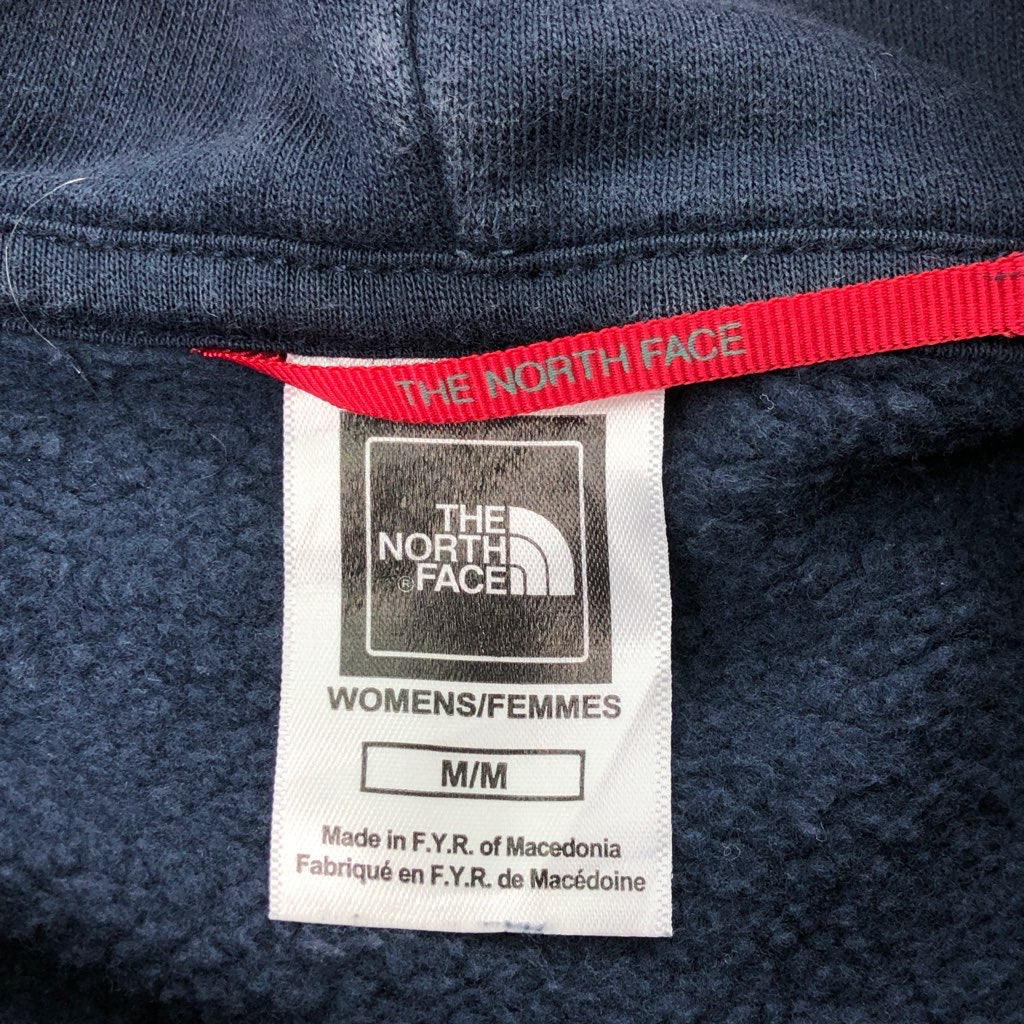 THE NORTH FACE
THE
NORTH
®FACE
WOMENS/FEMMES
M/M
Made in F.Y.R. of Macedonia
Fabriqué en F.Y.R. de Macédoine